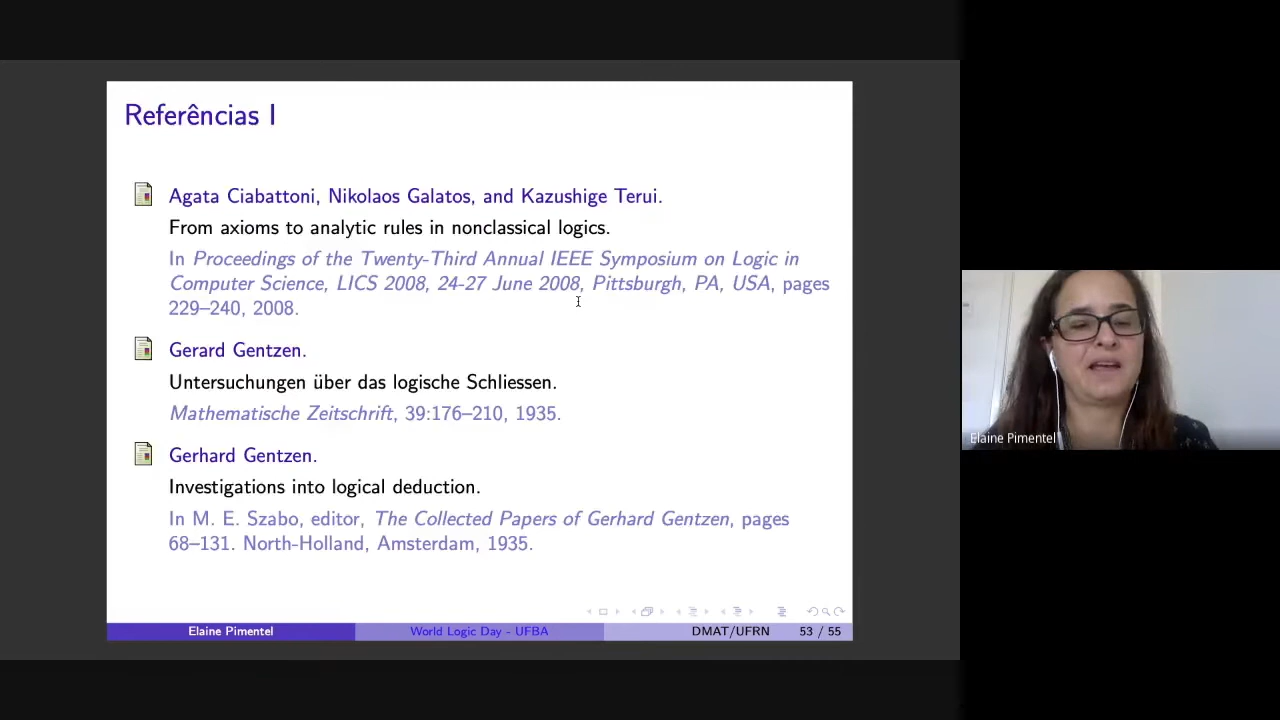 Referências I
Agata Ciabattoni, Nikolaos Galatos, and Kazushige Terui.
From axioms to analytic rules in nonclassical logics.
In Proceedings of the Twenty-Third Annual IEEE Symposium on Logic in
Computer Science, LICS 2008, 24-27 June 2008, Pittsburgh, PA, USA, pages
229–240, 2008.
Gerard Gentzen.
Untersuchungen über das logische Schliessen.
Mathematische Zeitschrift, 39:176–210, 1935.
Gerhard Gentzen.
Investigations into logical deduction.
In M. E. Szabo, editor, The Collected Papers of Gerhard Gentzen, pages
68–131. North-Holland, Amsterdam, 1935.
Elaine Pimentel World Logic Day - UFBA DMAT/UFRN 53 / 55
Elaine Pimentel